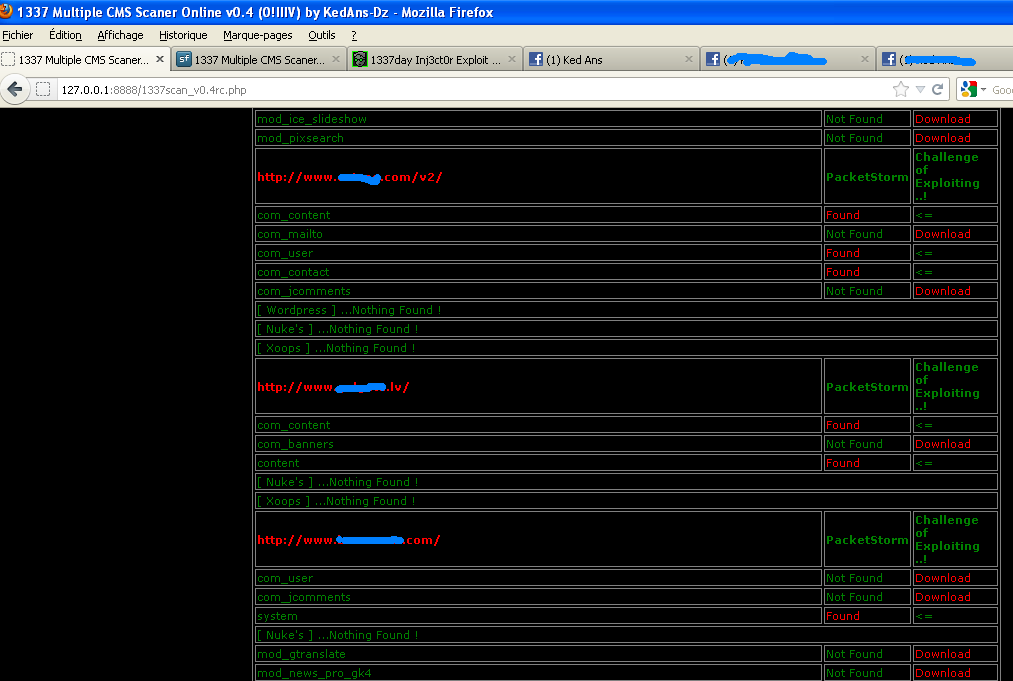 1337 Multiple CMS Scaner Online v0.4 (0!IIIV) by KedAns-Dz - Mozilla Firefox
Fichier Édition Affichage Historique Marque-pages Outils ?
1337 Multiple CMS Scaner... × sf 1337 Multiple CMS Scaner... × 1337day Inj3ct0r Exploit ... × (1) Ked Ans × ( × (
127.0.0.1:8888/1337scan_v0.4rc.php Goo
mod_ice_slideshow Not Found Download
mod_pixsearch Not Found Download
http://www. .com/v2/ PacketStorm Challenge
of
Exploiting
..!
com_content Found <=
com_mailto Not Found Download
com_user Found <=
com_contact Found <=
com_jcomments Not Found Download
[ Wordpress ] ...Nothing Found !
[ Nuke's ] ...Nothing Found !
[ Xoops ] ...Nothing Found !
http://www. .lv/ PacketStorm Challenge
of
Exploiting
..!
com_content Found <=
com_banners Not Found Download
content Found <=
[ Nuke's ] ...Nothing Found !
[ Xoops ] ...Nothing Found !
http://www. .com/ PacketStorm Challenge
of
Exploiting
..!
com_user Not Found Download
com_jcomments Not Found Download
system Found <=
[ Nuke's ] ...Nothing Found !
mod_gtranslate Not Found Download
mod_news_pro_gk4 Not Found Download